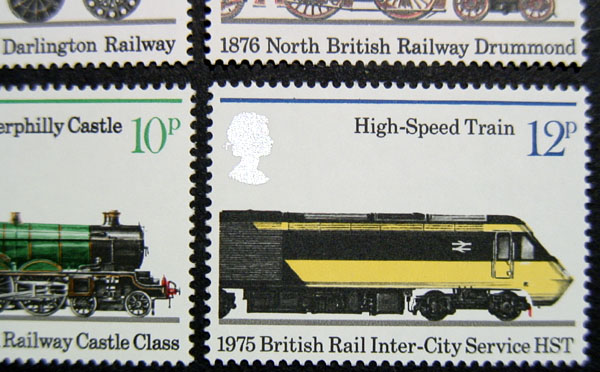 Darlington Railway
1876 North British Railway Drummond
erphilly Castle 10P
High-Speed Train 12P
Railway Castle Class
1975 British Rail Inter-City Service HST